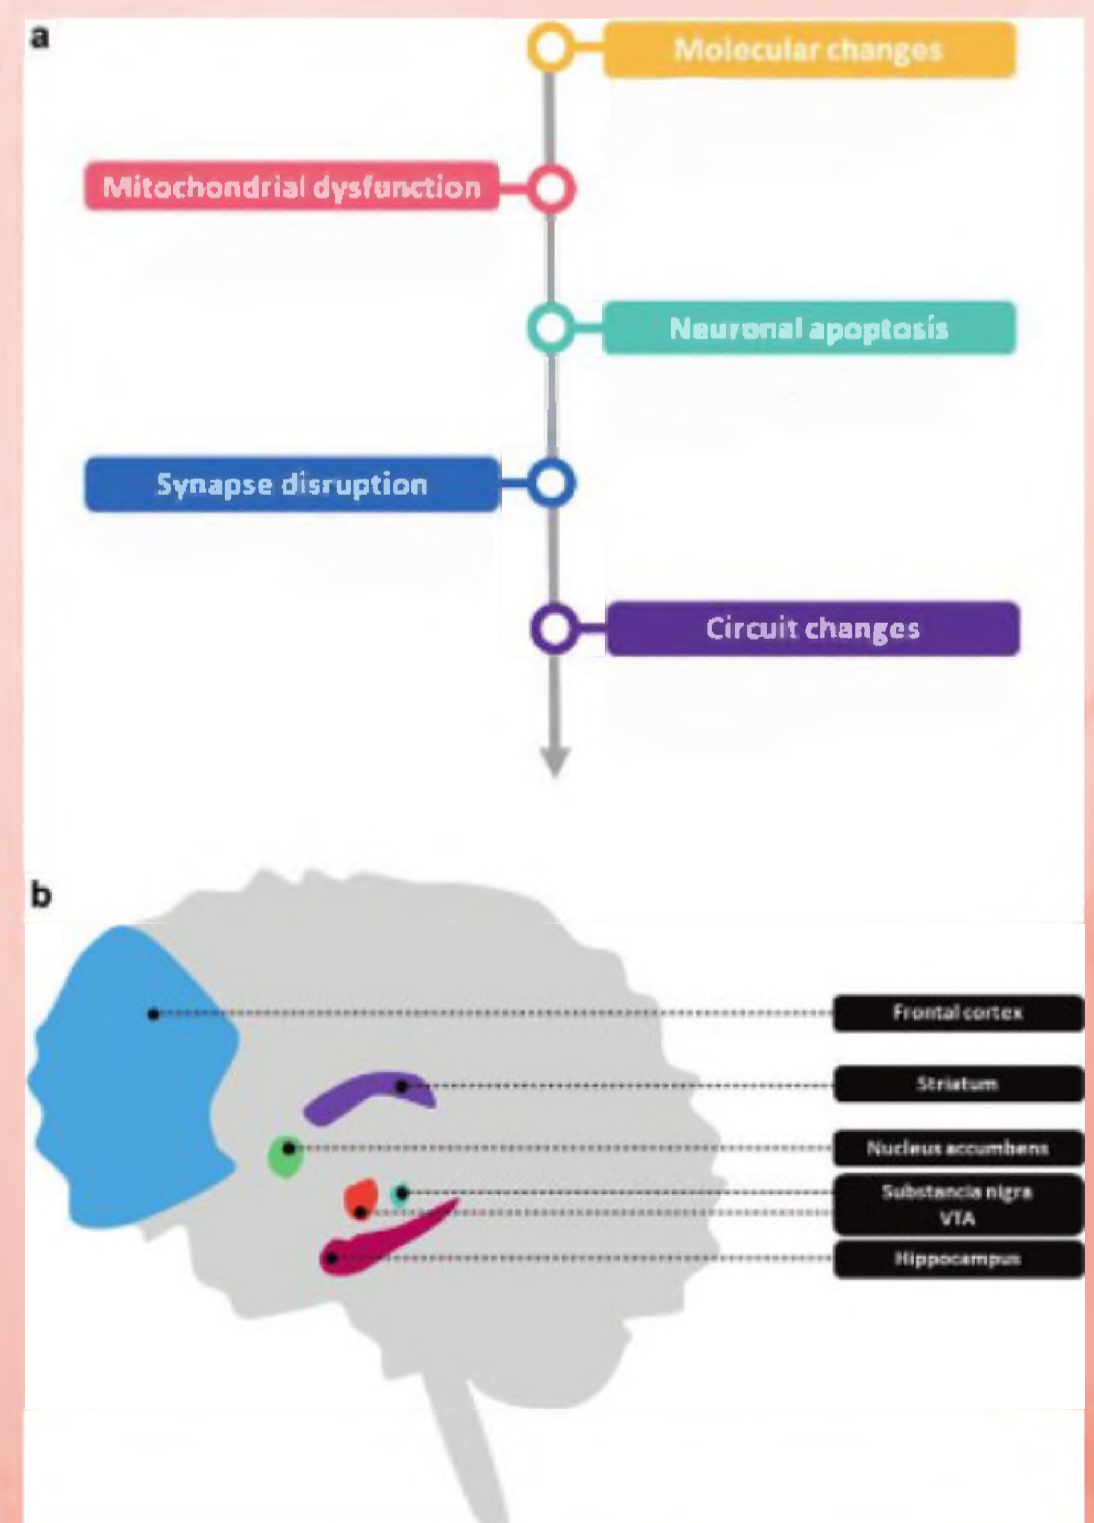 a
Molecular changes
Mitochondrial dysfunction
Neuronal apoptosis
Synapse disruption
Circuit changes
b
Frontal cortex
Striatum
Nucleus accumbens
Substancia nigra
VTA
Hippocampus